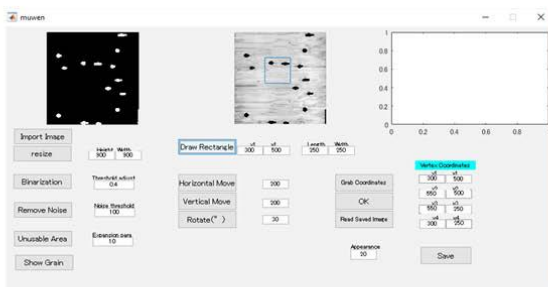 muwen
1
0.8
0.6
0.4
0.2
0
0 0.2 0.4 0.6 0.8 1
Import Image
resize
Height Width
900 900
Draw Rectangle
300 500
Length Width
250 250
Vertex Coordinates
Binarization
Threshold adjust
0.4
Horizontal Move
200
Grab Coordinates
300 500
550 500
Remove Noise
Noise threshold
100
Vertical Move
200
OK
550 250
Rotate(° )
30
Read Saved Image
300 250
Unusable Area
Expansion para.
10
Appearance
20
Save
Show Grain